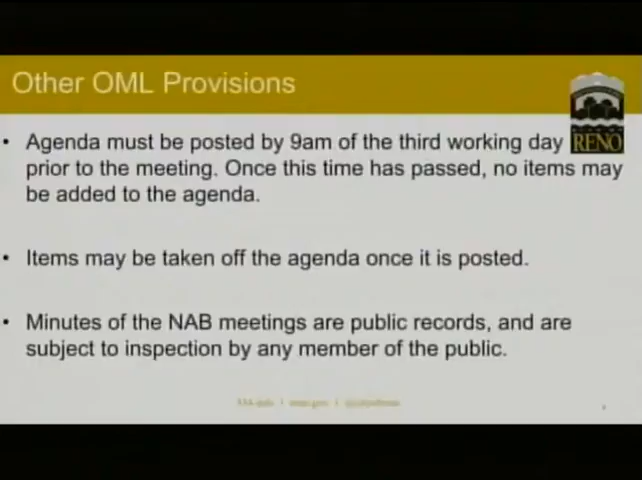 Other OML Provisions
• Agenda must be posted by 9am of the third working day
prior to the meeting. Once this time has passed, no items may
be added to the agenda.
• Items may be taken off the agenda once it is posted.
• Minutes of the NAB meetings are public records, and are
subject to inspection by any member of the public.
RENO